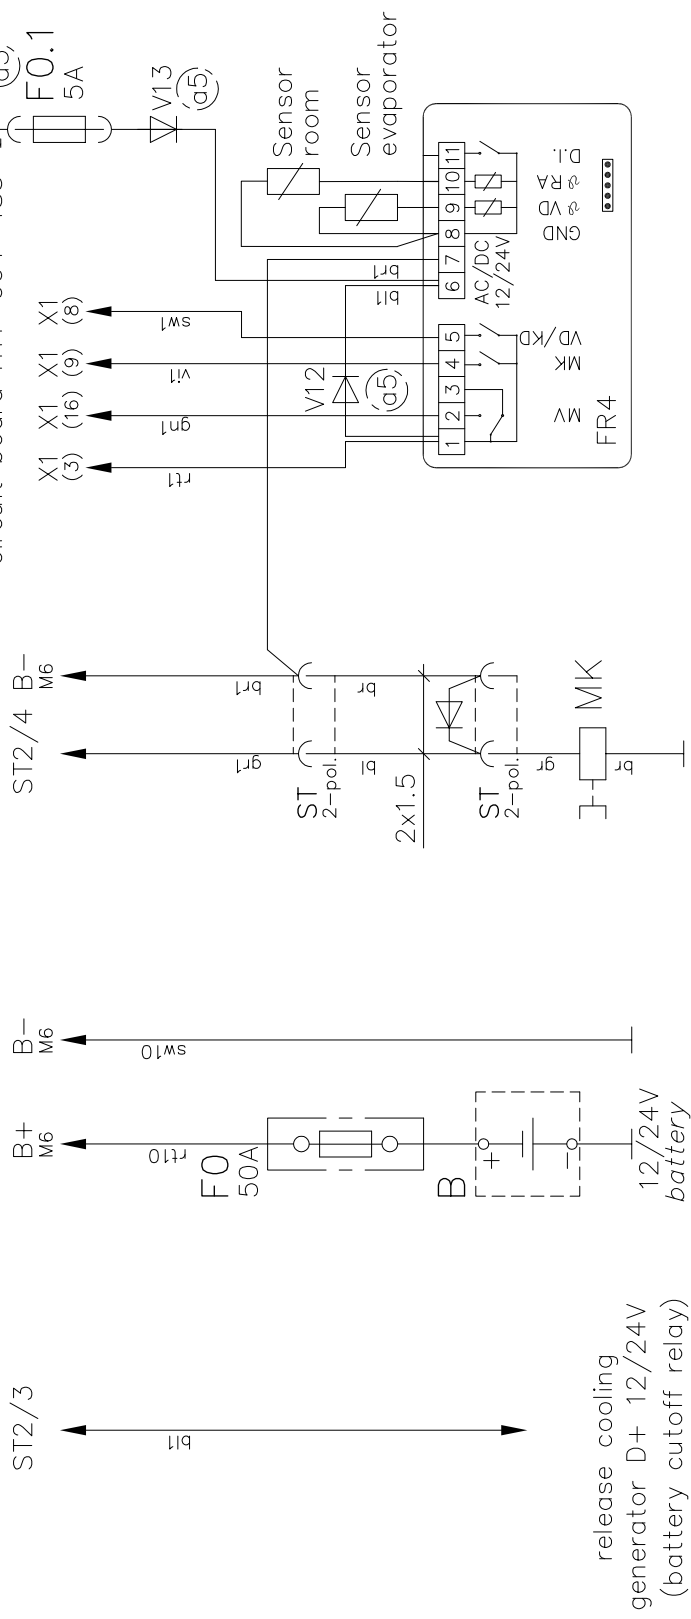 ST2/3
B+
M6
B−
M6
ST2/4
B−
M6
X1
(3)
X1
(16)
X1
(9)
X1
(8)
a5
F0.1
5A
V13
a5
bl1
rt10
sw10
gr1
br1
rt1
gn1
vi1
sw1
F0
50A
ST
2−pol.
bl
br
2x1.5
V12
a5
Sensor
room
Sensor
evaporator
bl1
br1
B
+
−
ST
2−pol.
gr
br
MK
1
2
3
4
5
6
7
8
9
10
11
AC/DC
12/24V
MV
MK
VD/KD
GND
ϑ VD
ϑ RA
D.I.
FR4
12/24V
battery
release cooling
generator D+ 12/24V
(battery cutoff relay)